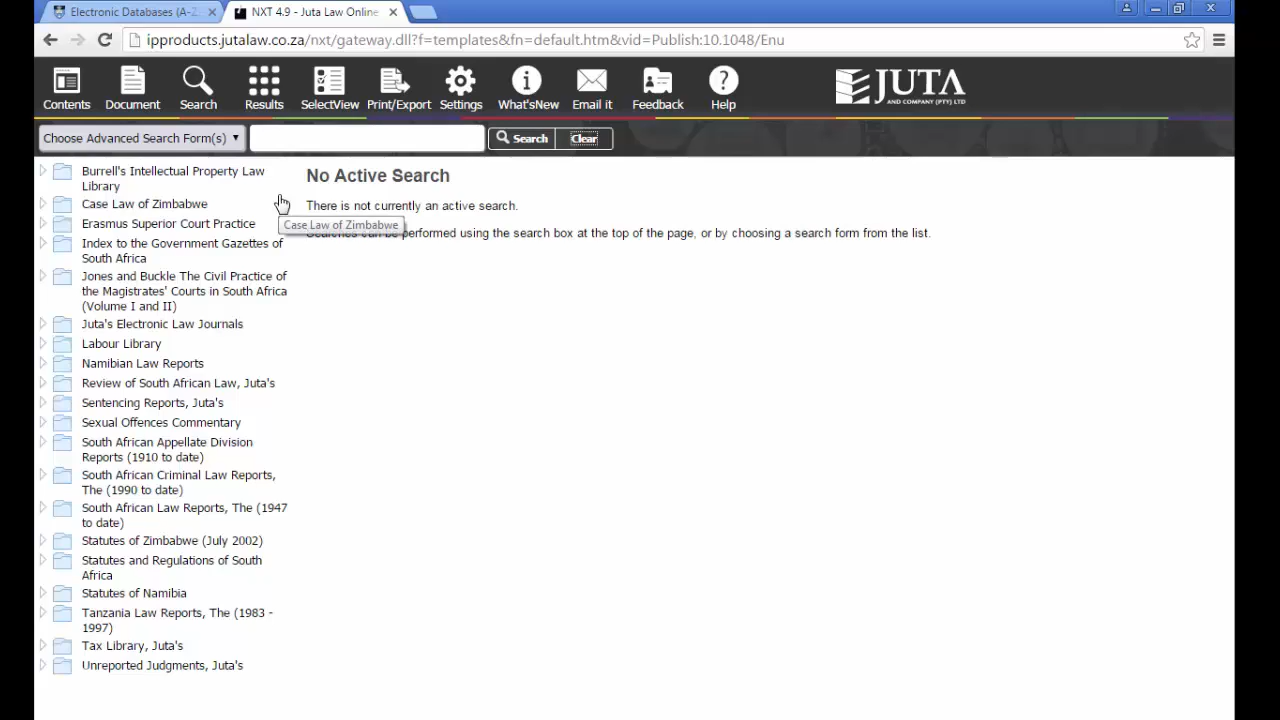 Electronic Databases (A-Z
NXT 4.9 - Juta Law Online
ipproducts.jutalaw.co.za/nxt/gateway.dll?f=templates&fn=default.htm&vid=Publish:10.1048/Enu
Contents
Document
Search
Results
SelectView
Print/Export
Settings
What'sNew
Email it
Feedback
Help
JUTA
AND COMPANY (PTY) LTD
Choose Advanced Search Form(s)
Search
Clear
Burrell's Intellectual Property Law
Library
Case Law of Zimbabwe
Erasmus Superior Court Practice
Index to the Government Gazettes of
South Africa
Jones and Buckle The Civil Practice of
the Magistrates' Courts in South Africa
(Volume I and II)
Juta's Electronic Law Journals
Labour Library
Namibian Law Reports
Review of South African Law, Juta's
Sentencing Reports, Juta's
Sexual Offences Commentary
South African Appellate Division
Reports (1910 to date)
South African Criminal Law Reports,
The (1990 to date)
South African Law Reports, The (1947
to date)
Statutes of Zimbabwe (July 2002)
Statutes and Regulations of South
Africa
Statutes of Namibia
Tanzania Law Reports, The (1983 -
1997)
Tax Library, Juta's
Unreported Judgments, Juta's
No Active Search
There is not currently an active search.
Case Law of Zimbabwe
Searches can be performed using the search box at the top of the page, or by choosing a search form from the list.